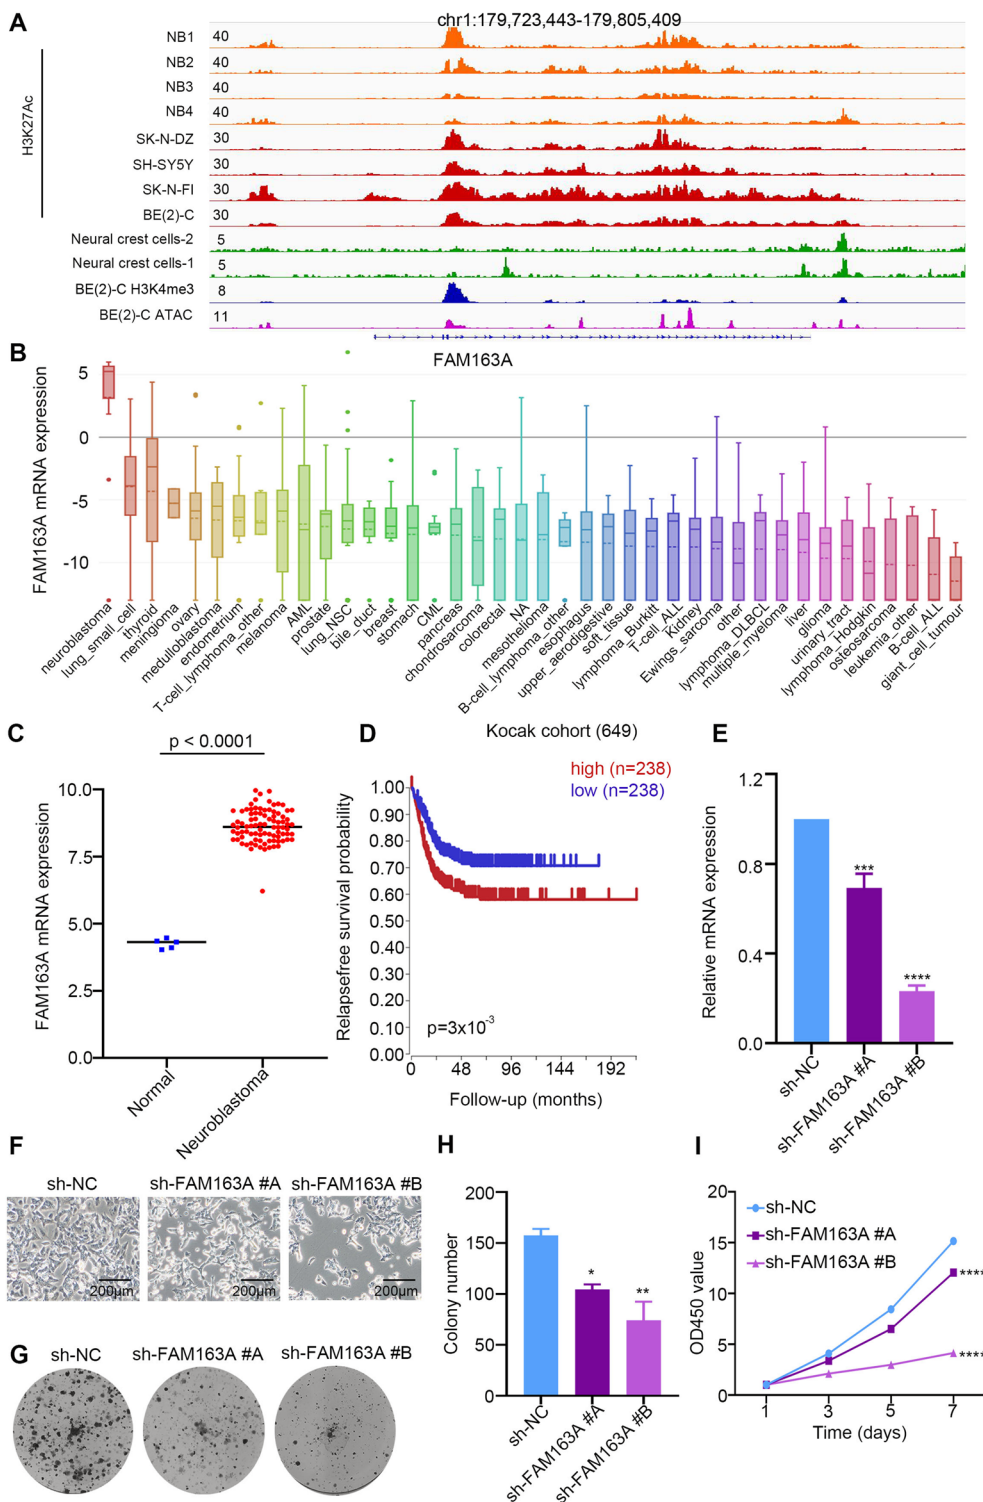 A
chr1:179,723,443-179,805,409
H3K27Ac
NB1 40
NB2 40
NB3 40
NB4 40
SK-N-DZ 30
SH-SY5Y 30
SK-N-FI 30
BE(2)-C 30
Neural crest cells-2 5
Neural crest cells-1 5
BE(2)-C H3K4me3 8
BE(2)-C ATAC 11
FAM163A
B
FAM163A mRNA expression
5
0
-5
-10
neuroblastoma
lung_small_cell
thyroid
meningioma
ovary
medulloblastoma
endometrium
T-cell_lymphoma_other
melanoma
AML
prostate
lung_NSC
bile_duct
breast
stomach
CML
pancreas
chondrosarcoma
colorectal
NA
mesothelioma
B-cell_lymphoma_other
esophagus
upper_aerodigestive
soft_tissue
lymphoma_Burkitt
T-cell_ALL
Kidney
Ewings_sarcoma
other
lymphoma_DLBCL
multiple_myeloma
liver
glioma
urinary_tract
lymphoma_Hodgkin
osteosarcoma
leukemia_other
B-cell_ALL
giant_cell_tumour
C
p < 0.0001
FAM163A mRNA expression
10.0
7.5
5.0
2.5
0.0
Normal
Neuroblastoma
D
Kocak cohort (649)
high (n=238)
low (n=238)
Relapsefree survival probability
1.00
0.90
0.80
0.70
0.60
0.50
0.40
0.30
0.20
0.10
0.00
p=3x10-3
0 48 96 144 192
Follow-up (months)
E
Relative mRNA expression
1.2
0.8
0.4
0.0
***
****
sh-NC
sh-FAM163A #A
sh-FAM163A #B
F
sh-NC sh-FAM163A #A sh-FAM163A #B
200μm 200μm 200μm
G
sh-NC sh-FAM163A #A sh-FAM163A #B
H
Colony number
200
150
100
50
0
*
**
sh-NC
sh-FAM163A #A
sh-FAM163A #B
I
OD450 value
20
15
10
5
0
sh-NC
sh-FAM163A #A
sh-FAM163A #B
****
****
1 3 5 7
Time (days)